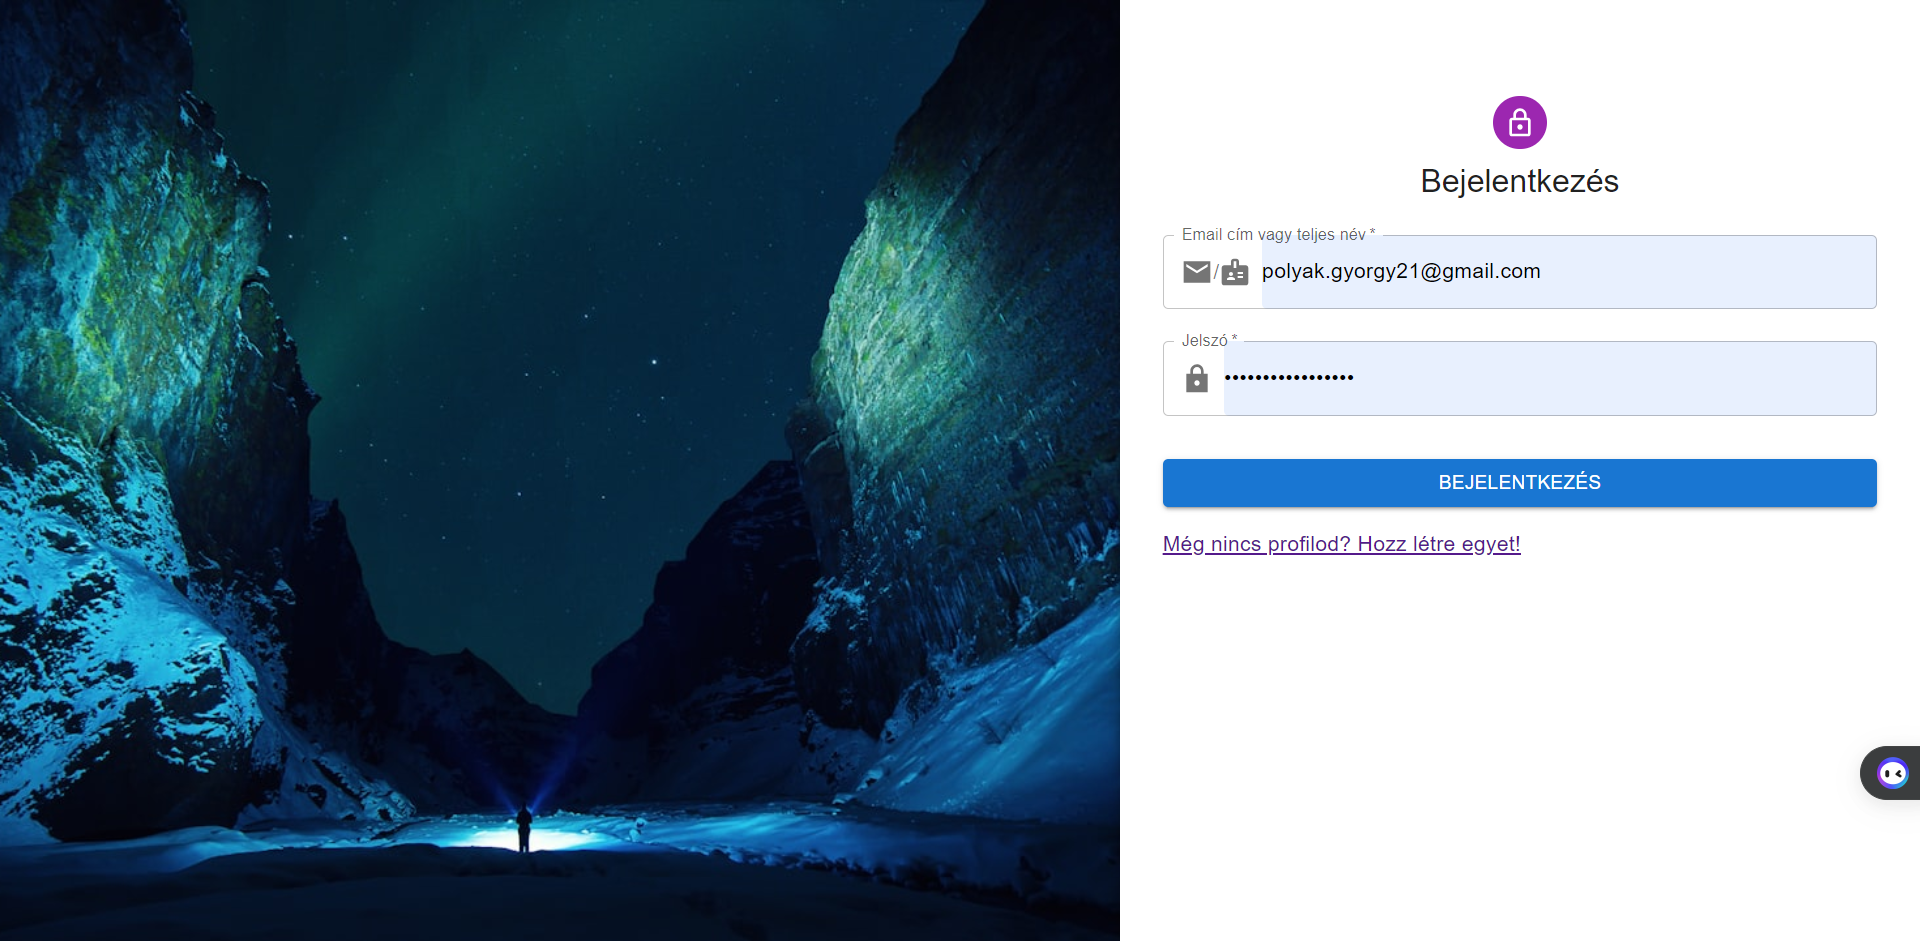 Bejelentkezés
Email cím vagy teljes név *
/ polyak.gyorgy21@gmail.com
Jelszó *
•••••••••••••••••
BEJELENTKEZÉS
Még nincs profilod? Hozz létre egyet!